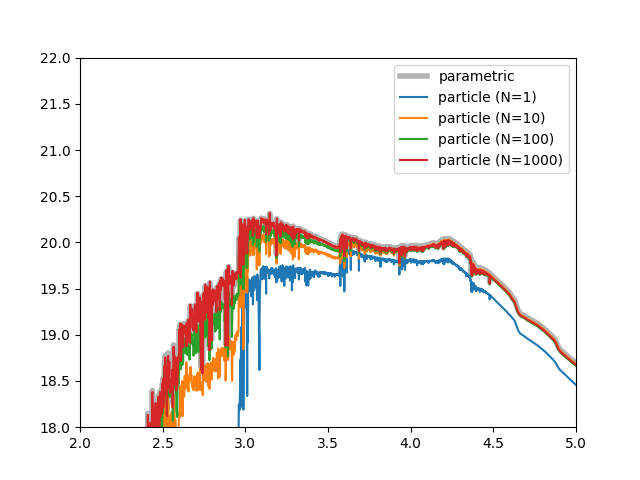 22.0
21.5
21.0
20.5
20.0
19.5
19.0
18.5
18.0
2.0 2.5 3.0 3.5 4.0 4.5 5.0
parametric
particle (N=1)
particle (N=10)
particle (N=100)
particle (N=1000)